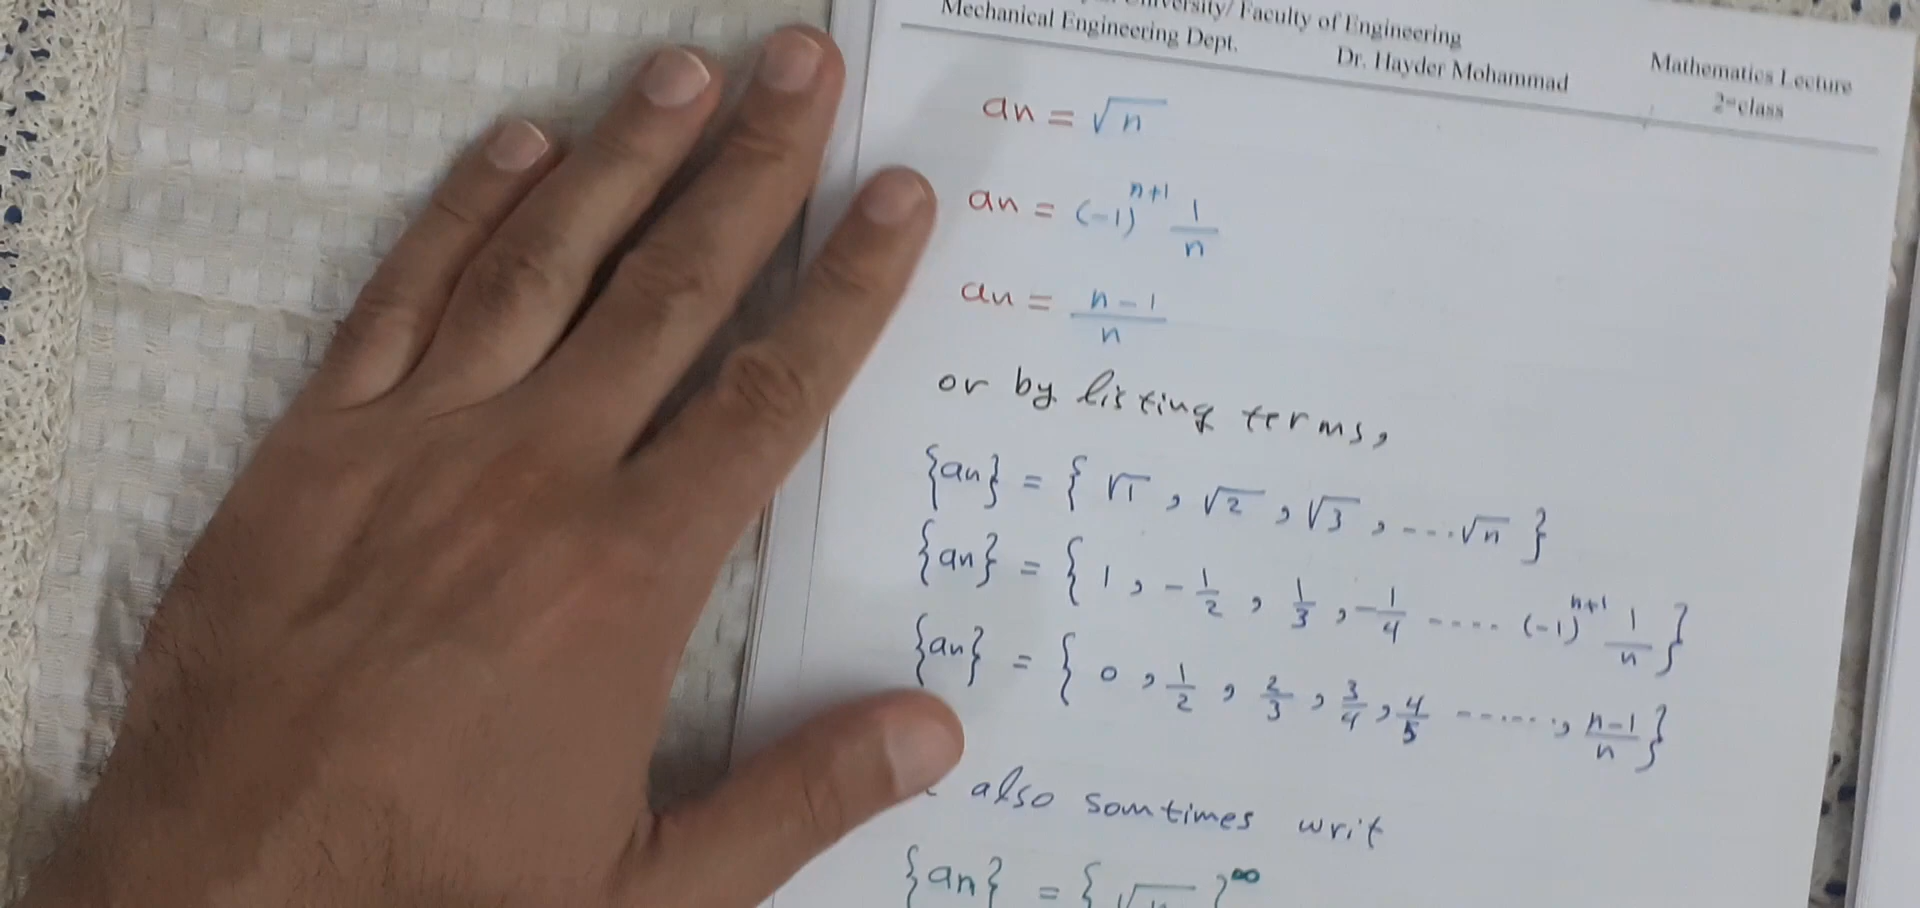 University/ Faculty of Engineering
Mechanical Engineering Dept. Dr. Hayder Mohammad Mathematics Lecture
2ⁿᵈclass
an = √n
an = (-1)ⁿ⁺¹ 1/n
an = n-1/n
or by listing terms,
{an} = { √1 , √2 , √3 , ----√n }
{an} = { 1 , -1/2 , 1/3 , -1/4 ---- (-1)ⁿ⁺¹ 1/n }
{an} = { 0 , 1/2 , 2/3 , 3/4 , 4/5 ------ , n-1/n }
also somtimes writ
{an} = { √n }∞